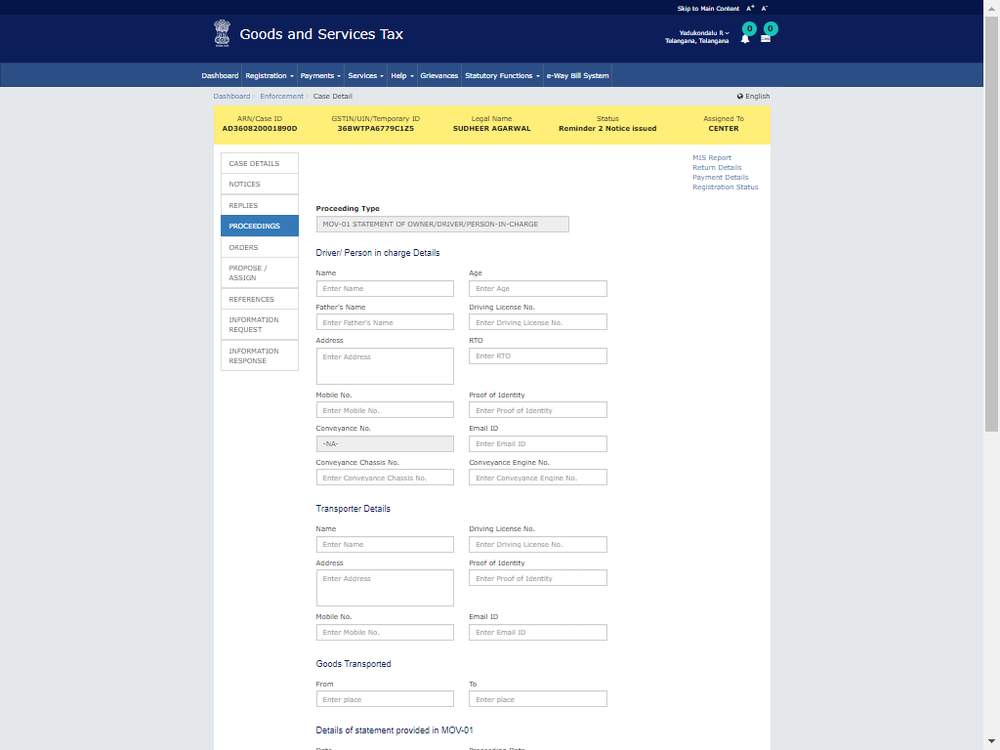 Skip to Main Content A+ A-
Goods and Services Tax
Yedukondalu R
Telangana, Telangana
0 0
Dashboard Registration Payments Services Help Grievances Statutory Functions e-Way Bill System
Dashboard › Enforcement › Case Detail
English
ARN/Case ID GSTIN/UIN/Temporary ID Legal Name Status Assigned To
AD360820001890D 36BWTPA6779C1Z5 SUDHEER AGARWAL Reminder 2 Notice issued CENTER
CASE DETAILS
NOTICES
REPLIES
PROCEEDINGS
ORDERS
PROPOSE /
ASSIGN
REFERENCES
INFORMATION
REQUEST
INFORMATION
RESPONSE
MIS Report
Return Details
Payment Details
Registration Status
Proceeding Type
MOV-01 STATEMENT OF OWNER/DRIVER/PERSON-IN-CHARGE
Driver/ Person in charge Details
Name Age
Enter Name Enter Age
Father's Name Driving License No.
Enter Father's Name Enter Driving License No.
Address RTO
Enter Address Enter RTO
Mobile No. Proof of Identity
Enter Mobile No. Enter Proof of Identity
Conveyance No. Email ID
-NA- Enter Email ID
Conveyance Chassis No. Conveyance Engine No.
Enter Conveyance Chassis No. Enter Conveyance Engine No.
Transporter Details
Name Driving License No.
Enter Name Enter Driving License No.
Address Proof of Identity
Enter Address Enter Proof of Identity
Mobile No. Email ID
Enter Mobile No. Enter Email ID
Goods Transported
From To
Enter place Enter place
Details of statement provided in MOV-01
Date Proceeding Date